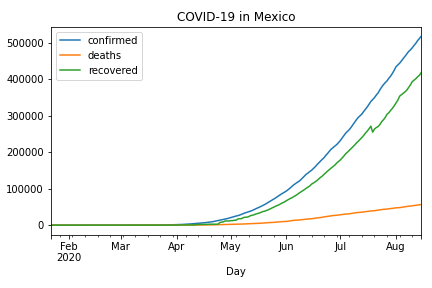 COVID-19 in Mexico
confirmed
deaths
recovered
500000
400000
300000
200000
100000
0
Feb Mar Apr May Jun Jul Aug
2020
Day